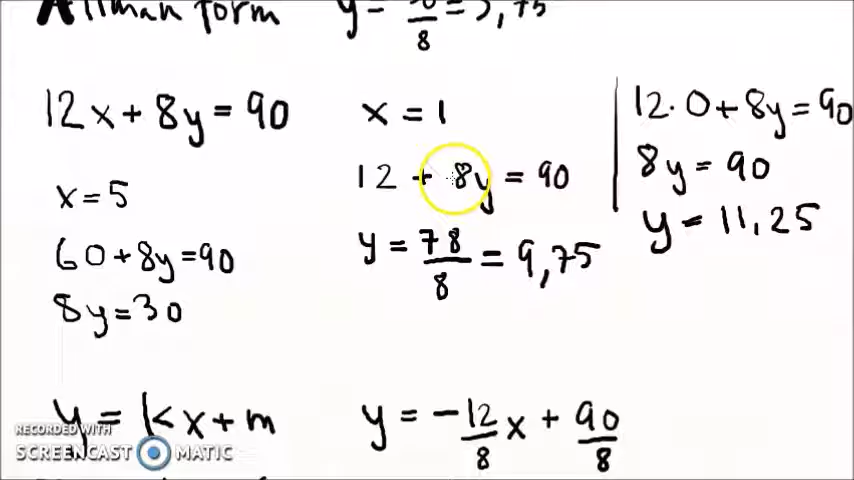 Allmän form
y = 30/8 = 3,75
12x + 8y = 90
x = 5
60 + 8y = 90
8y = 30
x = 1
12 + 8y = 90
y = 78/8 = 9,75
12 · 0 + 8y = 90
8y = 90
y = 11,25
y = kx + m
y = -12/8 x + 90/8
RECORDED WITH
SCREENCAST MATIC